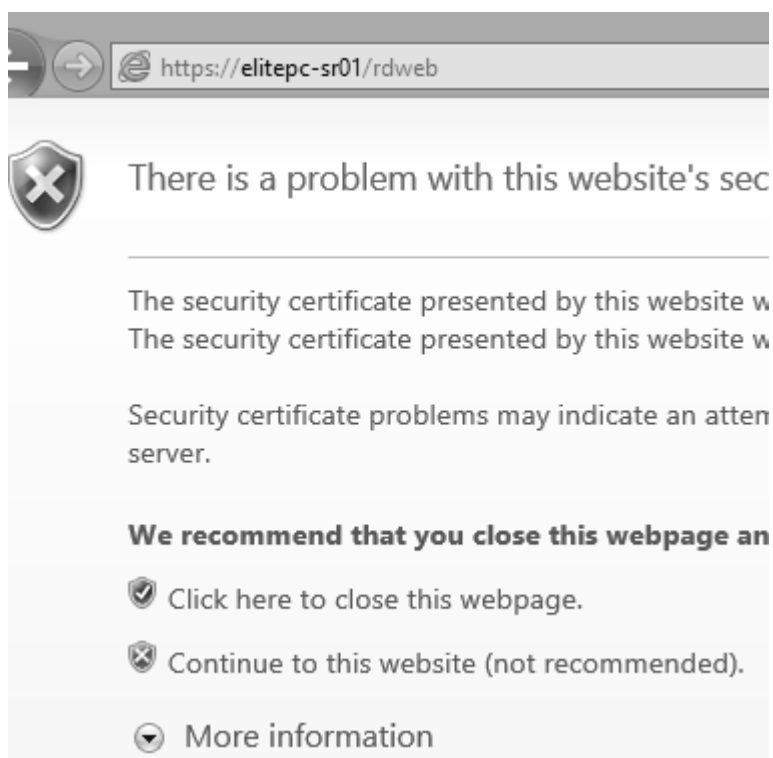 https://elitepc-sr01/rdweb
There is a problem with this website's sec
The security certificate presented by this website w
The security certificate presented by this website w
Security certificate problems may indicate an atten
server.
We recommend that you close this webpage an
Click here to close this webpage.
Continue to this website (not recommended).
More information